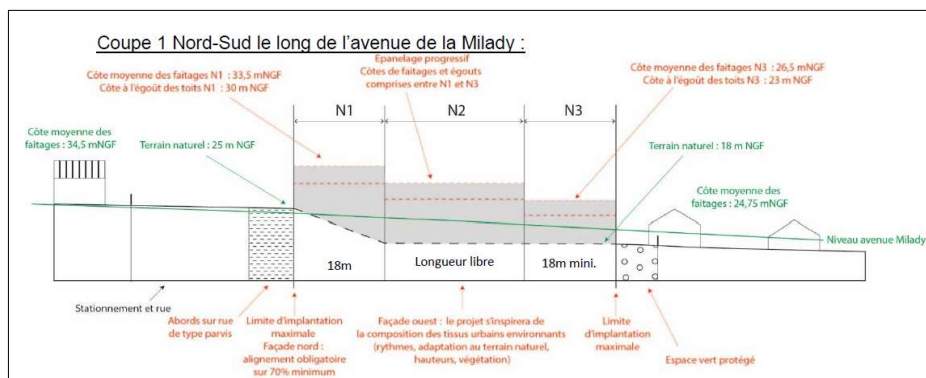 Coupe 1 Nord-Sud le long de l'avenue de la Milady :
Côte moyenne des faitages N1 : 33,5 mNGF
Côte à l'égoût des toits N1 : 30 m NGF
Epanelage progressif
Côtes de faitages et égouts
comprises entre N1 et N3
Côte moyenne des faitages N3 : 26,5 mNGF
Côte à l'égoût des toits N3 : 23 m NGF
N1
N2
N3
Côte moyenne des
faitages : 34,5 mNGF
Terrain naturel : 25 m NGF
Terrain naturel : 18 m NGF
Côte moyenne des
faitages : 24,75 mNGF
Niveau avenue Milady
18m
Longueur libre
18m mini.
Stationnement et rue
Abords sur rue
de type parvis
Limite d'implantation
maximale
Façade nord :
alignement obligatoire
sur 70% minimum
Façade ouest : le projet s'inspirera de
la composition des tissus urbains environnants
(rythmes, adaptation au terrain naturel,
hauteurs, végétation)
Limite
d'implantation
maximale
Espace vert protégé